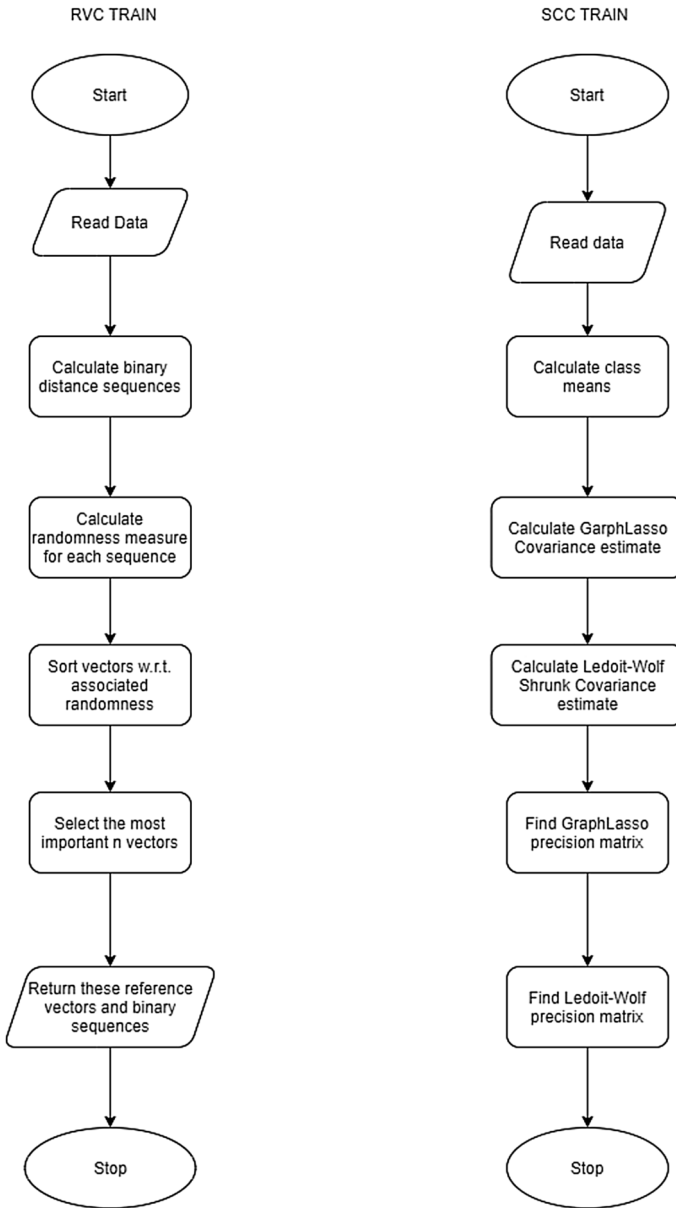 RVC TRAIN
Start
Read Data
Calculate binary
distance sequences
Calculate
randomness measure
for each sequence
Sort vectors w.r.t.
associated
randomness
Select the most
important n vectors
Return these reference
vectors and binary
sequences
Stop
SCC TRAIN
Start
Read data
Calculate class
means
Calculate GarphLasso
Covariance estimate
Calculate Ledoit-Wolf
Shrunk Covariance
estimate
Find GraphLasso
precision matrix
Find Ledoit-Wolf
precision matrix
Stop